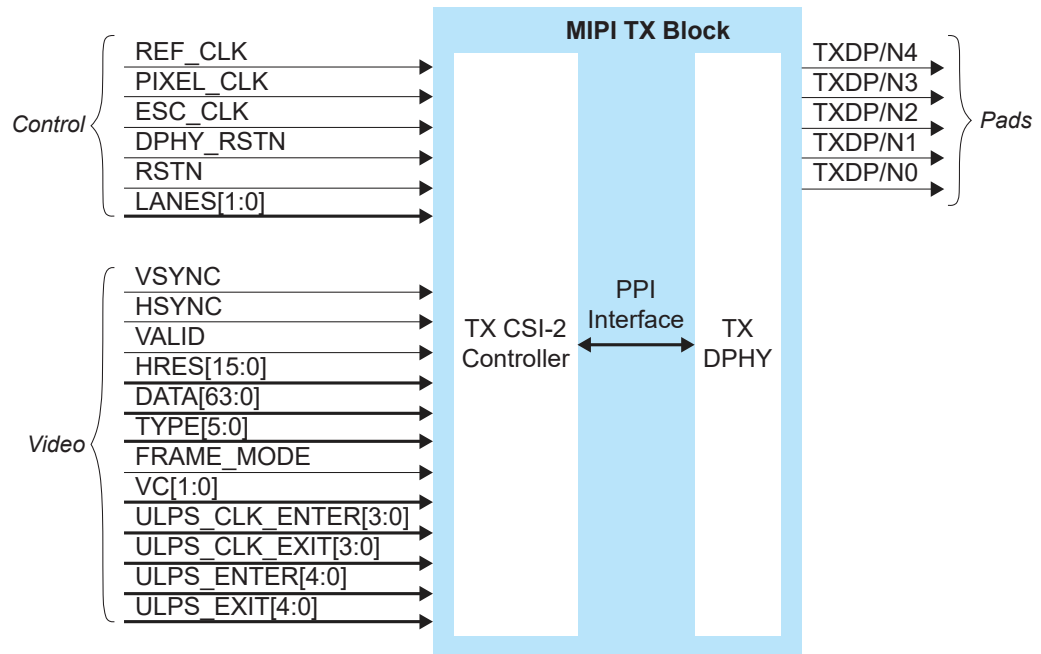 MIPI TX Block
Control
REF_CLK
PIXEL_CLK
ESC_CLK
DPHY_RSTN
RSTN
LANES[1:0]
Video
VSYNC
HSYNC
VALID
HRES[15:0]
DATA[63:0]
TYPE[5:0]
FRAME_MODE
VC[1:0]
ULPS_CLK_ENTER[3:0]
ULPS_CLK_EXIT[3:0]
ULPS_ENTER[4:0]
ULPS_EXIT[4:0]
TX CSI-2
Controller
PPI
Interface
TX
DPHY
TXDP/N4
TXDP/N3
TXDP/N2
TXDP/N1
TXDP/N0
Pads